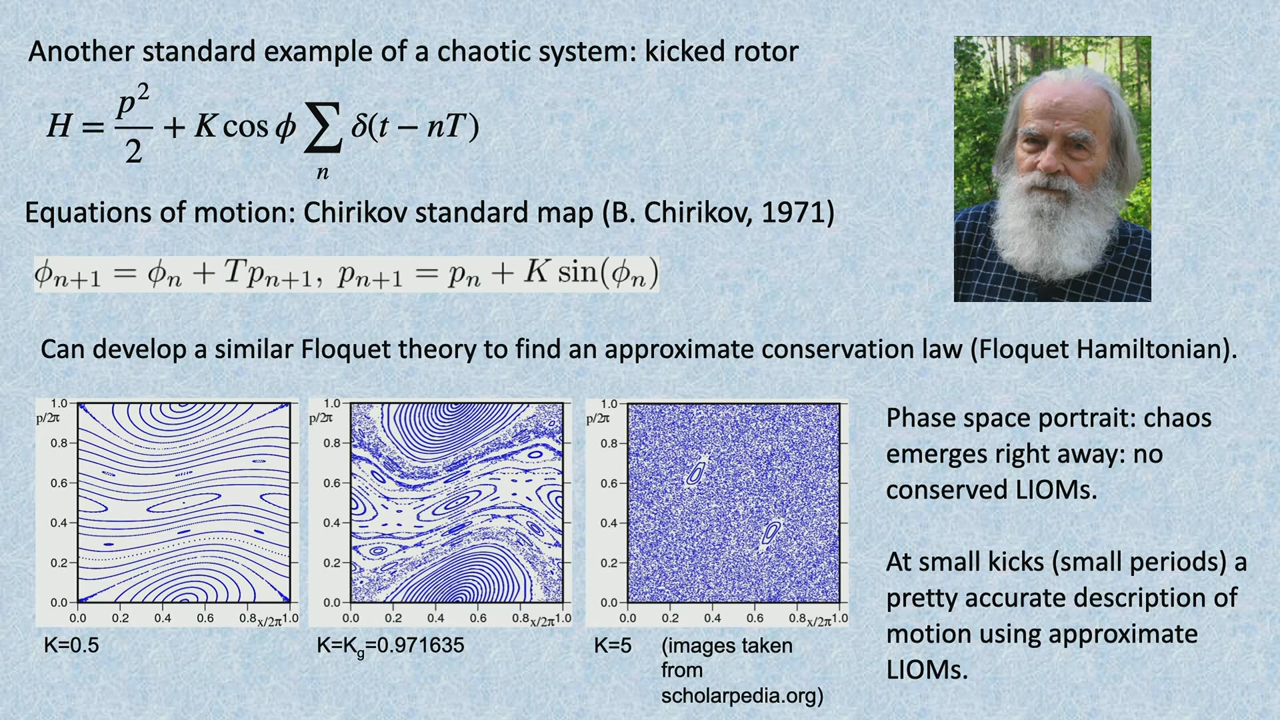 Another standard example of a chaotic system: kicked rotor
H = p²/2 + K cos ϕ ∑ₙ δ(t − nT)
Equations of motion: Chirikov standard map (B. Chirikov, 1971)
ϕₙ₊₁ = ϕₙ + Tpₙ₊₁, pₙ₊₁ = pₙ + K sin(ϕₙ)
Can develop a similar Floquet theory to find an approximate conservation law (Floquet Hamiltonian).
1.0
p/2π
0.8
0.6
0.4
0.2
0.0
0.0 0.2 0.4 0.6 0.8 x/2π 1.0
K=0.5
1.0
p/2π
0.8
0.6
0.4
0.2
0.0
0.0 0.2 0.4 0.6 0.8 x/2π 1.0
K=Kg=0.971635
1.0
p/2π
0.8
0.6
0.4
0.2
0.0
0.0 0.2 0.4 0.6 0.8 x/2π 1.0
K=5
(images taken
from
scholarpedia.org)
Phase space portrait: chaos
emerges right away: no
conserved LIOMs.
At small kicks (small periods) a
pretty accurate description of
motion using approximate
LIOMs.